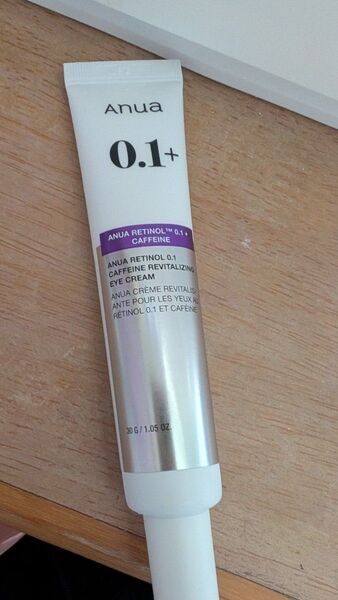 Anua
0.1+
ANUA RETINOL™ 0.1 +
CAFFEINE
ANUA RETINOL 0.1
CAFFEINE REVITALIZING
EYE CREAM
ANUA CRÈME REVITALIS
ANTE POUR LES YEUX AU
RÉTINOL 0.1 ET CAFÉINE
30 G / 1.05 OZ.